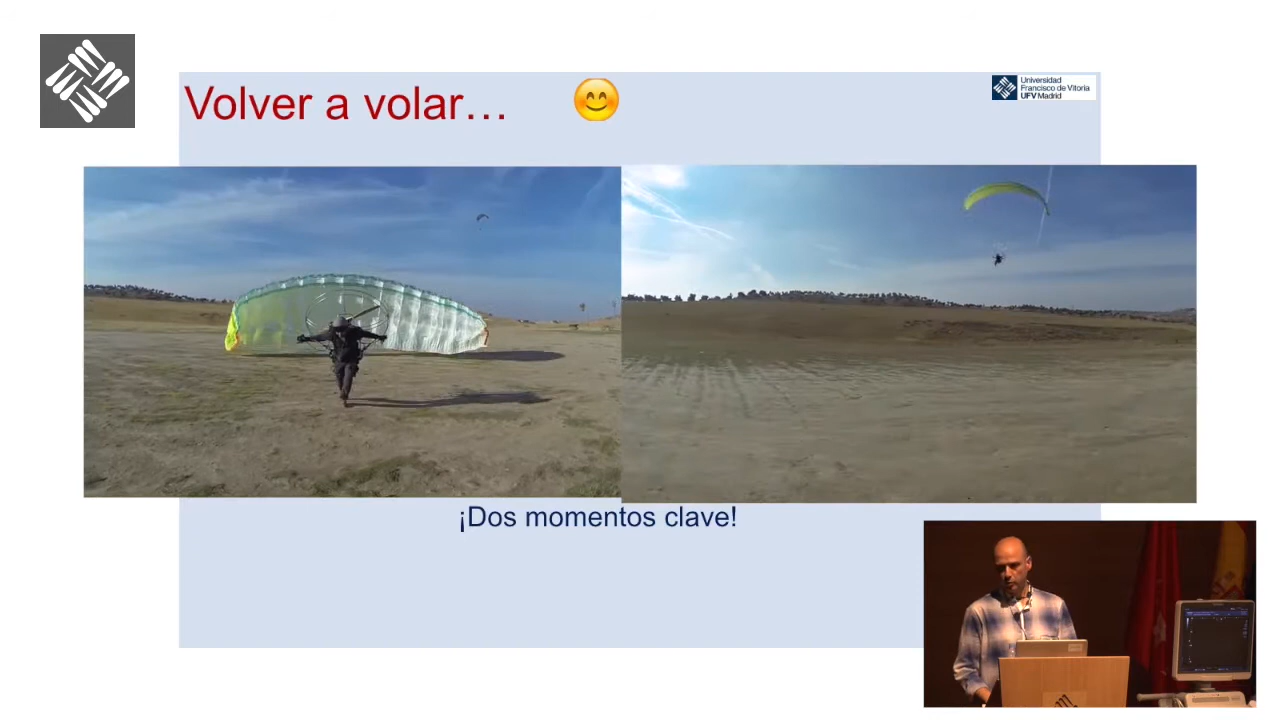 Volver a volar…
Universidad
Francisco de Vitoria
UFV Madrid
¡Dos momentos clave!